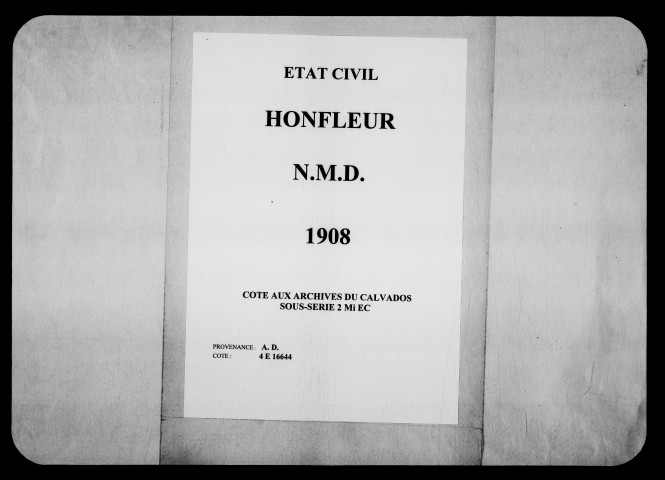 ETAT CIVIL
HONFLEUR
N.M.D.
1908
COTE AUX ARCHIVES DU CALVADOS
SOUS-SERIE 2 Mi EC
PROVENANCE : A. D.
COTE : 4 E 16644